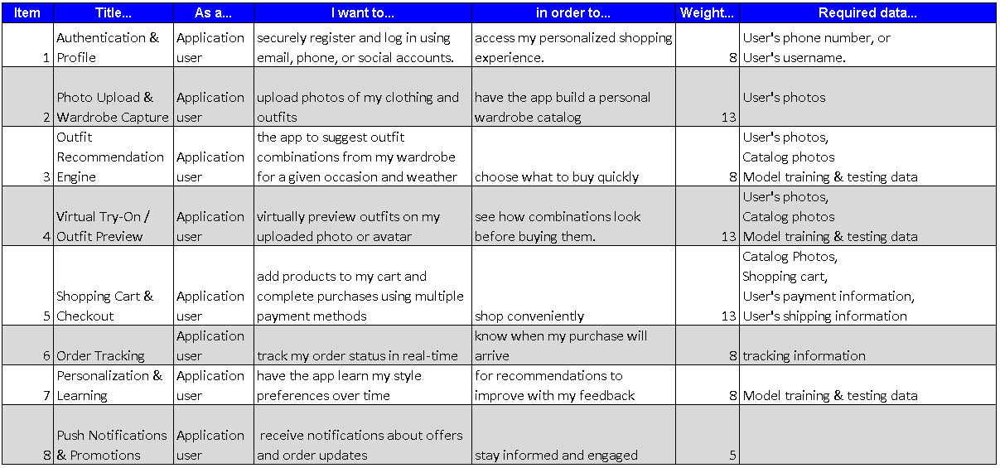 Item Title... As a... I want to... in order to... Weight... Required data...
Authentication & Application securely register and log in using access my personalized shopping User's phone number, or
1 Profile user email, phone, or social accounts. experience. 8 User's username.
Photo Upload & Application upload photos of my clothing and have the app build a personal User's photos
2 Wardrobe Capture user outfits wardrobe catalog 13
Outfit the app to suggest outfit User's photos,
Recommendation Application combinations from my wardrobe Catalog photos
3 Engine user for a given occasion and weather choose what to buy quickly 8 Model training & testing data
User's photos,
Virtual Try-On / Application virtually preview outfits on my see how combinations look Catalog photos
4 Outfit Preview user uploaded photo or avatar before buying them. 13 Model training & testing data
Catalog Photos,
add products to my cart and Shopping cart,
Shopping Cart & Application complete purchases using multiple User's payment information,
5 Checkout user payment methods shop conveniently 13 User's shipping information
Application know when my purchase will
6 Order Tracking user track my order status in real-time arrive 8 tracking information
Personalization & Application have the app learn my style for recommendations to
7 Learning user preferences over time improve with my feedback 8 Model training & testing data
Push Notifications Application receive notifications about offers
8 & Promotions user and order updates stay informed and engaged 5